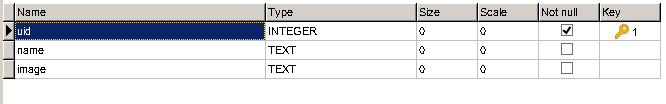 Name Type Size Scale Not null Key
uid INTEGER 0 0 1
name TEXT 0 0
image TEXT 0 0